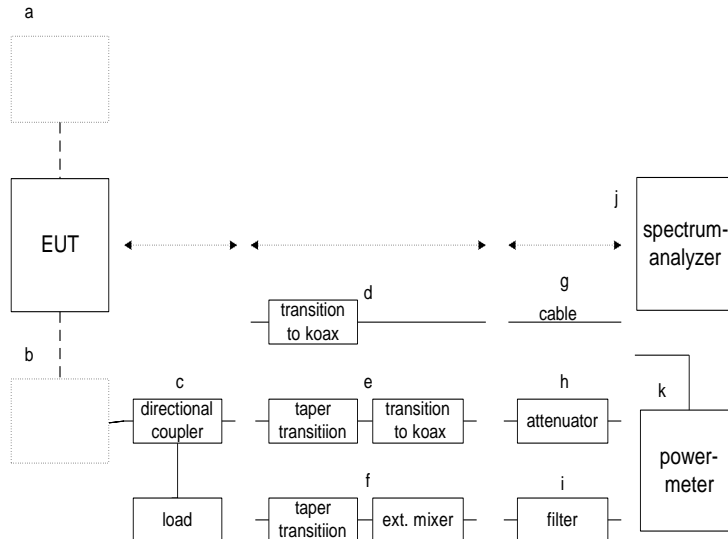 a
j
EUT
spectrum-
analyzer
d
g
transition
to koax
cable
b
c
e
h
k
directional
coupler
taper
transitiion
transition
to koax
attenuator
power-
meter
f
i
load
taper
transitiion
ext. mixer
filter